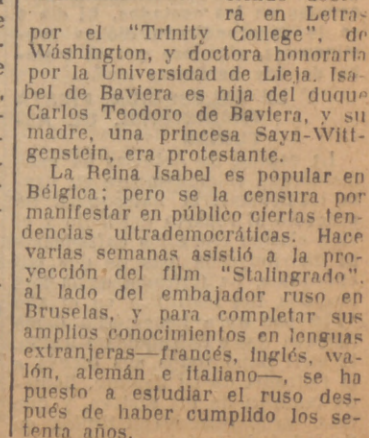 ra en Letras
por el "Trinity College", de
Wáshington, y doctora honoraria
por la Universidad de Lieja. Isa-
bel de Baviera es hija del duque
Carlos Teodoro de Baviera, y su
madre, una princesa Sayn-Witt-
genstein, era protestante.
La Reina Isabel es popular en
Bélgica; pero se la censura por
manifestar en público ciertas ten-
dencias ultrademocráticas. Hace
varias semanas asistió a la pro-
yección del film "Stalingrado",
al lado del embajador ruso en
Bruselas, y para completar sus
amplios conocimientos en lenguas
extranjeras—francés, inglés, wa-
lón, alemán e italiano—, se ha
puesto a estudiar el ruso des-
pués de haber cumplido los se-
tenta años.